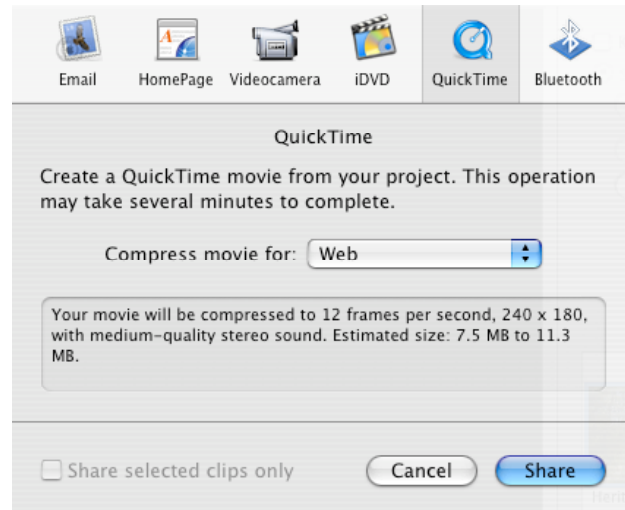 Email HomePage Videocamera iDVD QuickTime Bluetooth
QuickTime
Create a QuickTime movie from your project. This operation
may take several minutes to complete.
Compress movie for: Web
Your movie will be compressed to 12 frames per second, 240 x 180,
with medium-quality stereo sound. Estimated size: 7.5 MB to 11.3
MB.
Share selected clips only Cancel Share